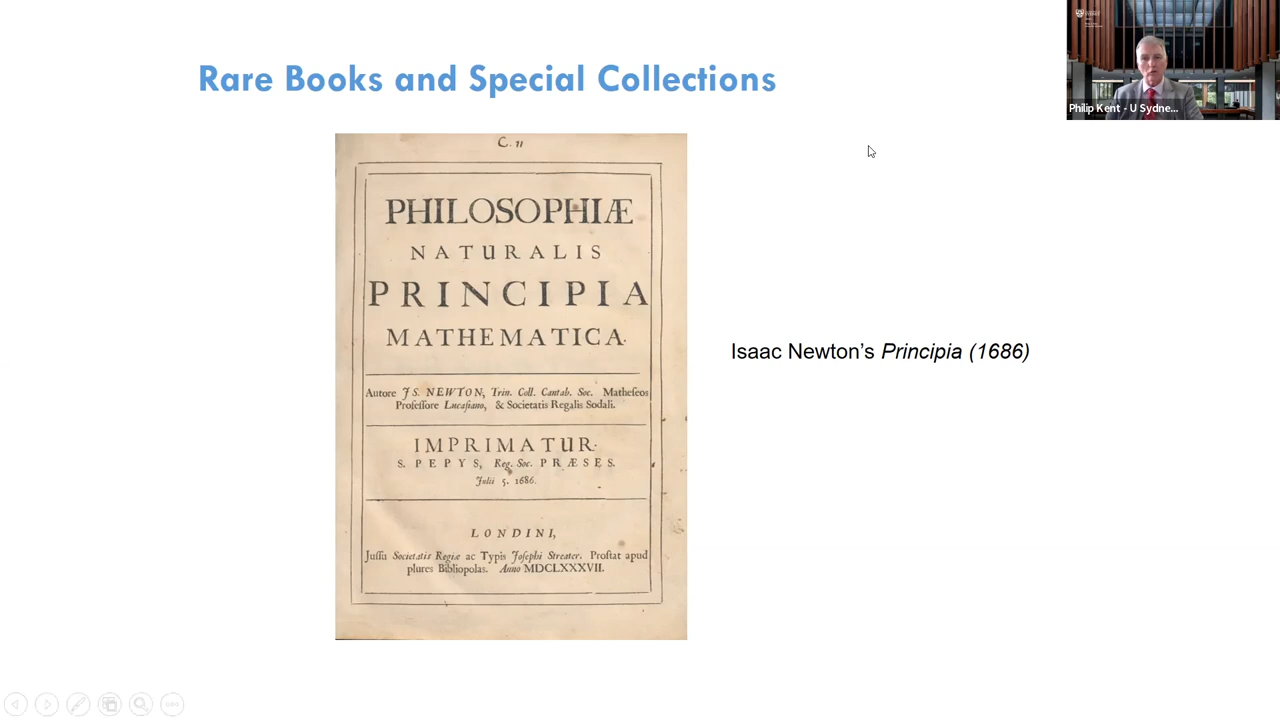 Rare Books and Special Collections
Philip Kent - U Sydne...
C. 11
PHILOSOPHIÆ
NATURALIS
PRINCIPIA
MATHEMATICA.
Autore JS. NEWTON, Trin. Coll. Cantab. Soc. Matheseos
Professore Lucasiano, & Societatis Regalis Sodali.
IMPRIMATUR.
S. PEPYS, Reg. Soc. PRÆSES.
Julii 5. 1686.
LONDINI,
Jussu Societatis Regiæ ac Typis Josephi Streater. Prostat apud
plures Bibliopolas. Anno MDCLXXXVII.
Isaac Newton’s Principia (1686)